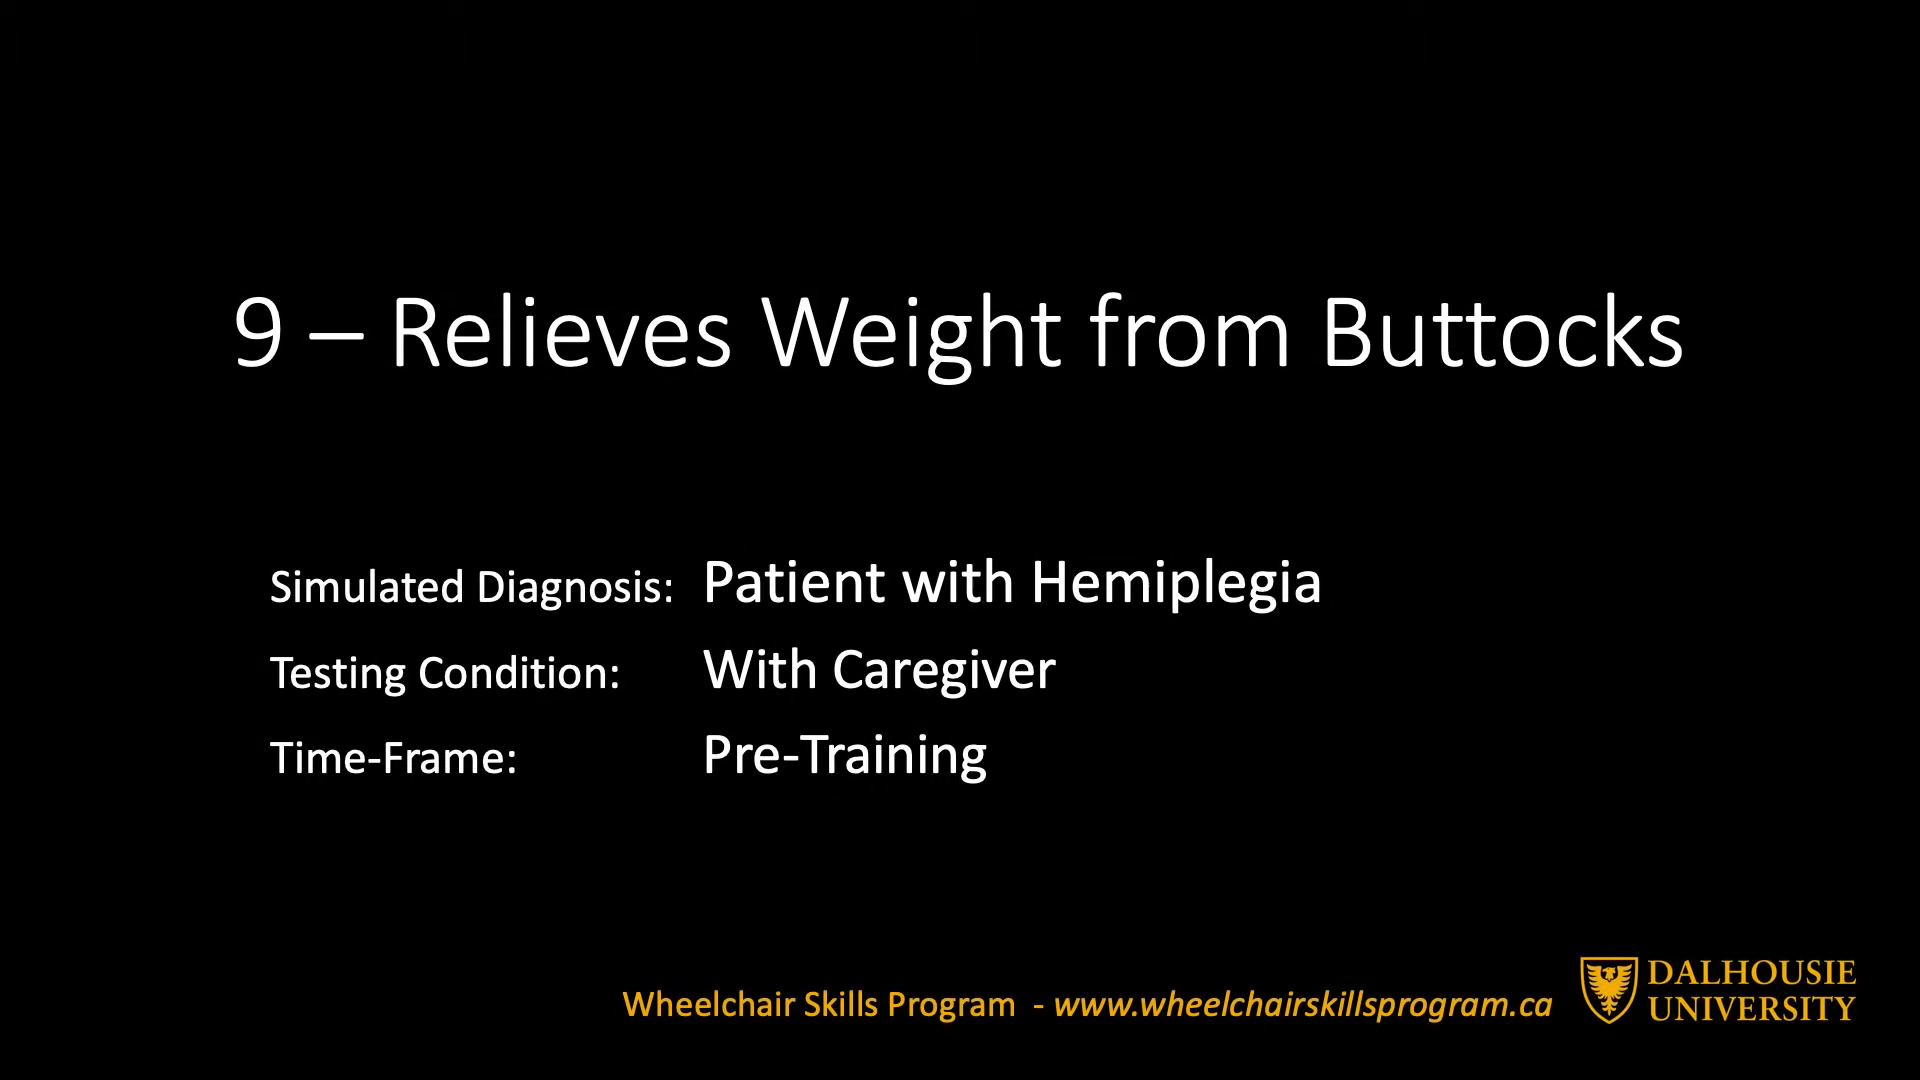 9 – Relieves Weight from Buttocks
Simulated Diagnosis: Patient with Hemiplegia
Testing Condition: With Caregiver
Time-Frame: Pre-Training
Wheelchair Skills Program - www.wheelchairskillsprogram.ca
DALHOUSIE
UNIVERSITY